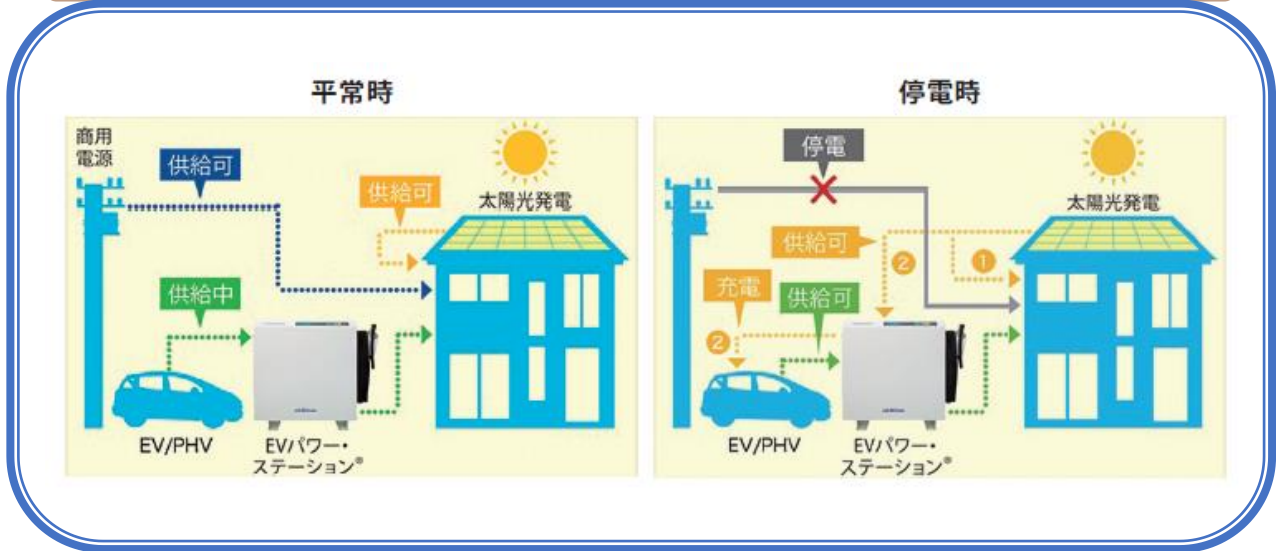 平常時
商用
電源
供給可
供給可
太陽光発電
供給中
EV/PHV
EVパワー・
ステーション®
停電時
停電
太陽光発電
供給可
②
①
充電
供給可
②
EV/PHV
EVパワー・
ステーション®